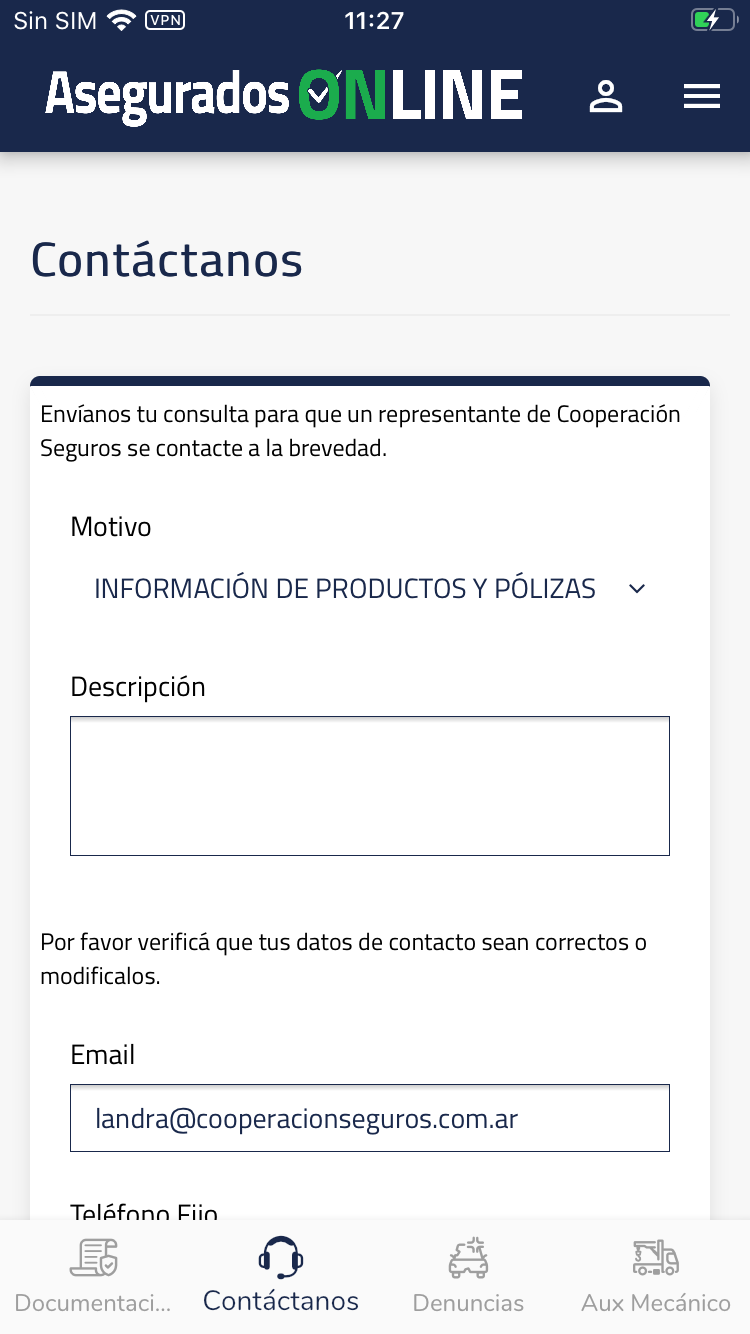 Sin SIM VPN 11:27
Asegurados ONLINE
Contáctanos
Envíanos tu consulta para que un representante de Cooperación
Seguros se contacte a la brevedad.
Motivo
INFORMACIÓN DE PRODUCTOS Y PÓLIZAS
Descripción
Por favor verificá que tus datos de contacto sean correctos o
modificalos.
Email
landra@cooperacionseguros.com.ar
Teléfono Fijo
Documentaci... Contáctanos Denuncias Aux Mecánico